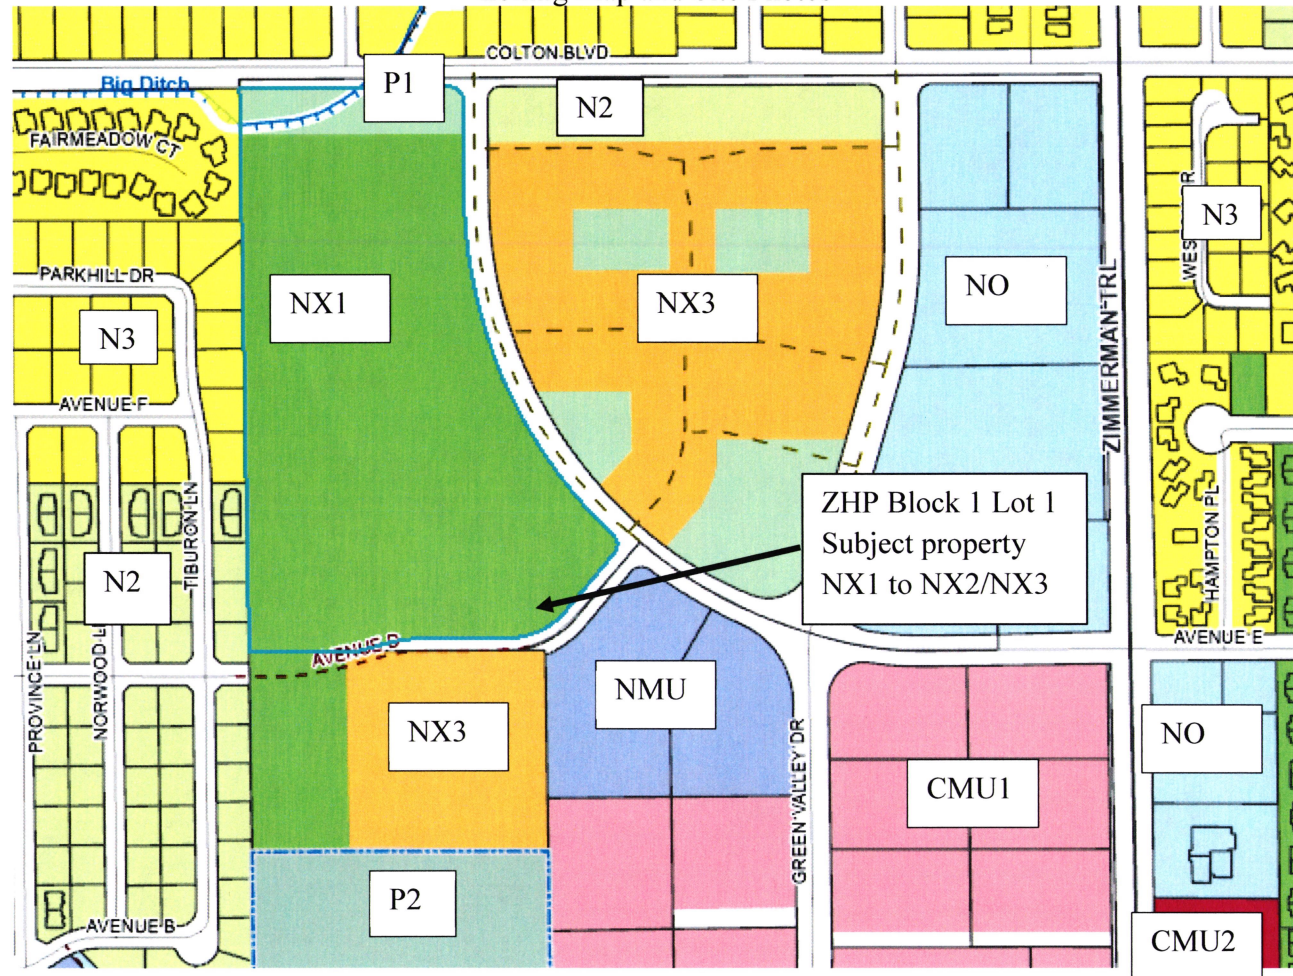 COLTON BLVD
Big Ditch
P1
N2
FAIRMEADOW CT
N3
PARKHILL DR
NX1
NX3
NO
ZIMMERMAN TRL
N3
AVENUE F
ZHP Block 1 Lot 1
Subject property
NX1 to NX2/NX3
TIBURON LN
HAMPTON PL
N2
AVENUE E
PROVINCE LN
NORWOOD L
NMU
NX3
NO
CMU1
GREEN VALLEY DR
P2
AVENUE B
CMU2